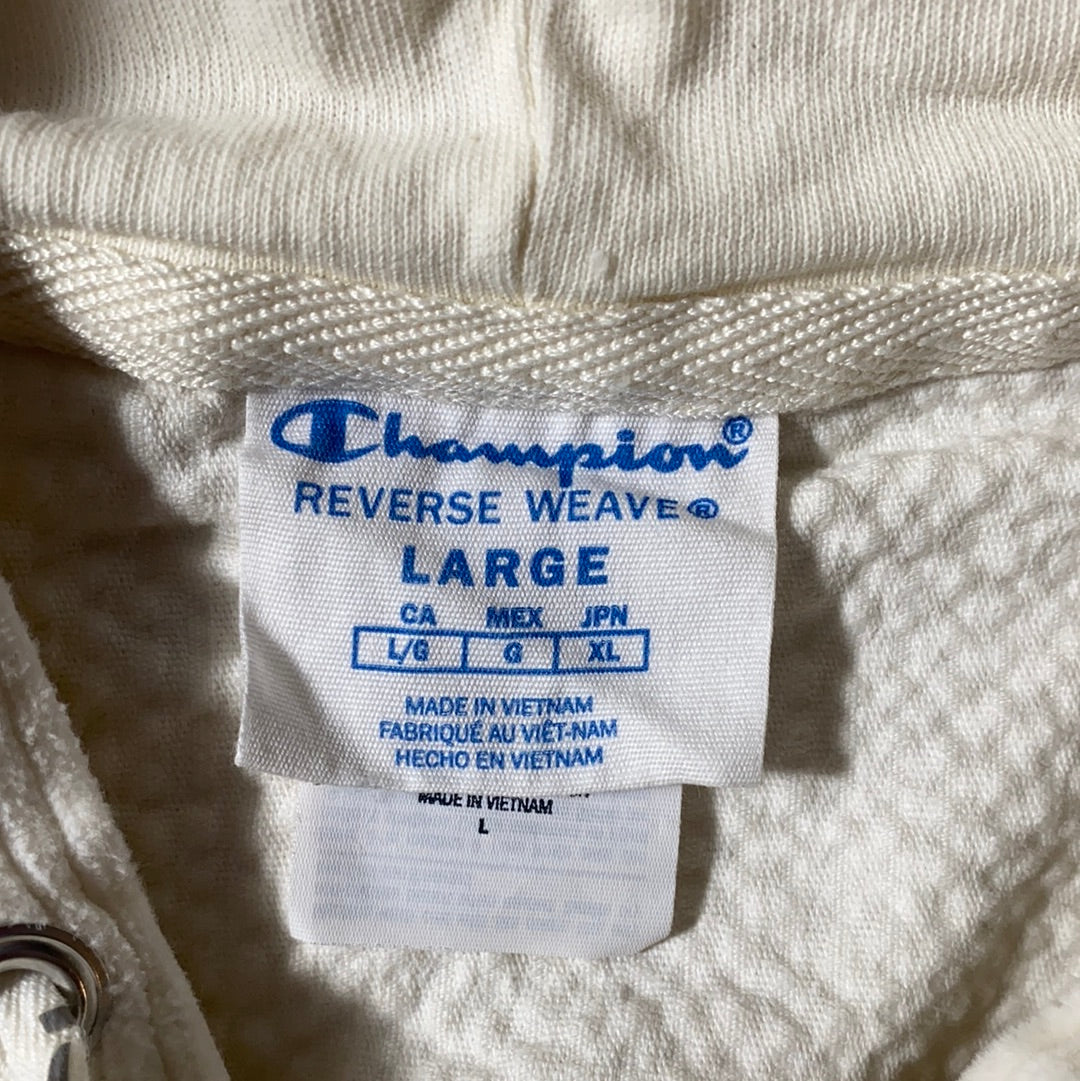 Champion®
REVERSE WEAVE®
LARGE
CA MEX JPN
L/G G XL
MADE IN VIETNAM
FABRIQUÉ AU VIÊT-NAM
HECHO EN VIETNAM
MADE IN VIETNAM
L